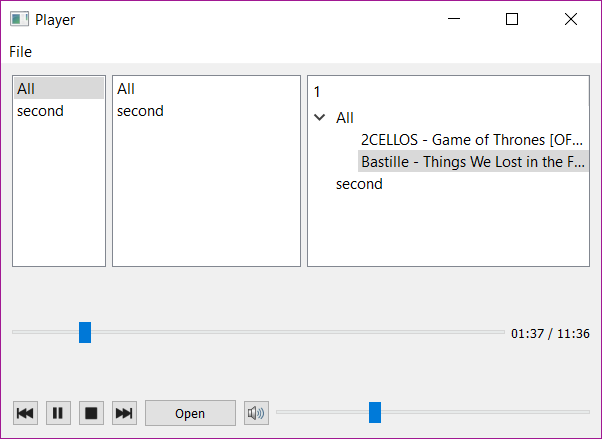 Player
File
All
second
All
second
1
All
2CELLOS - Game of Thrones [OF...
Bastille - Things We Lost in the F...
second
01:37 / 11:36
Open